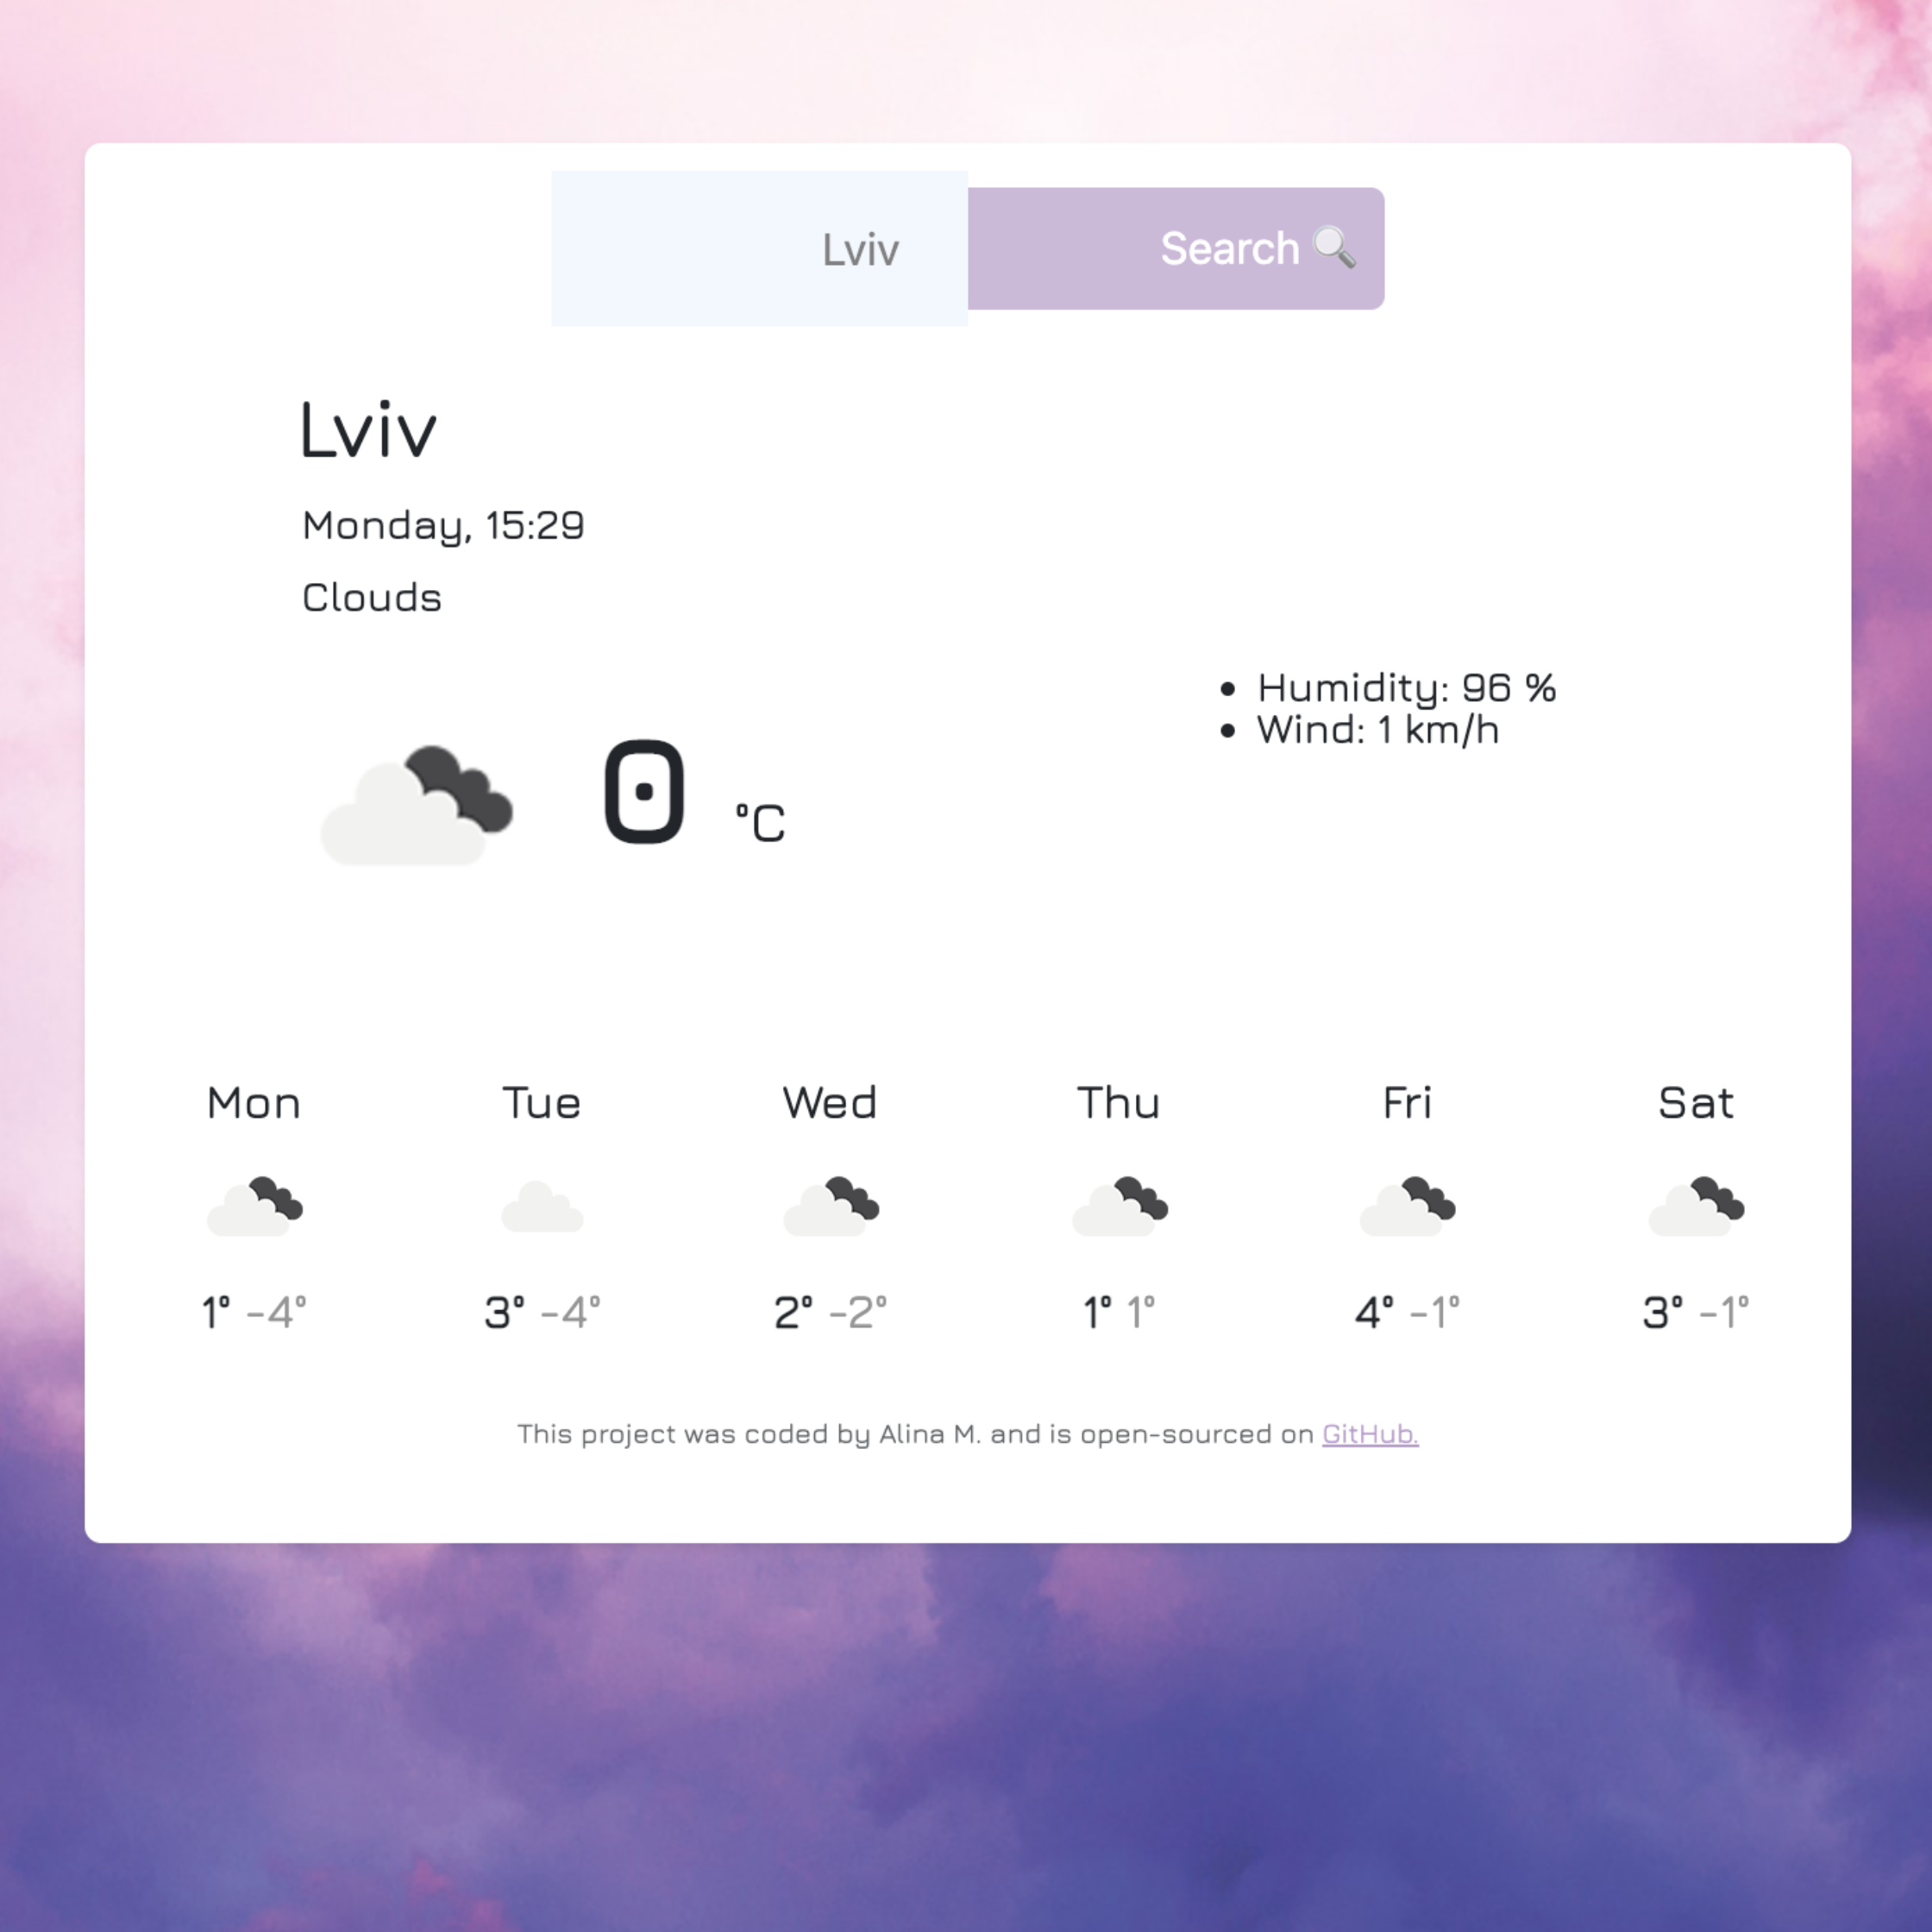 Lviv
Search 🔍
Lviv
Monday, 15:29
Clouds
0 °C
• Humidity: 96 %
• Wind: 1 km/h
Mon Tue Wed Thu Fri Sat
1° -4° 3° -4° 2° -2° 1° 1° 4° -1° 3° -1°
This project was coded by Alina M. and is open-sourced on GitHub.